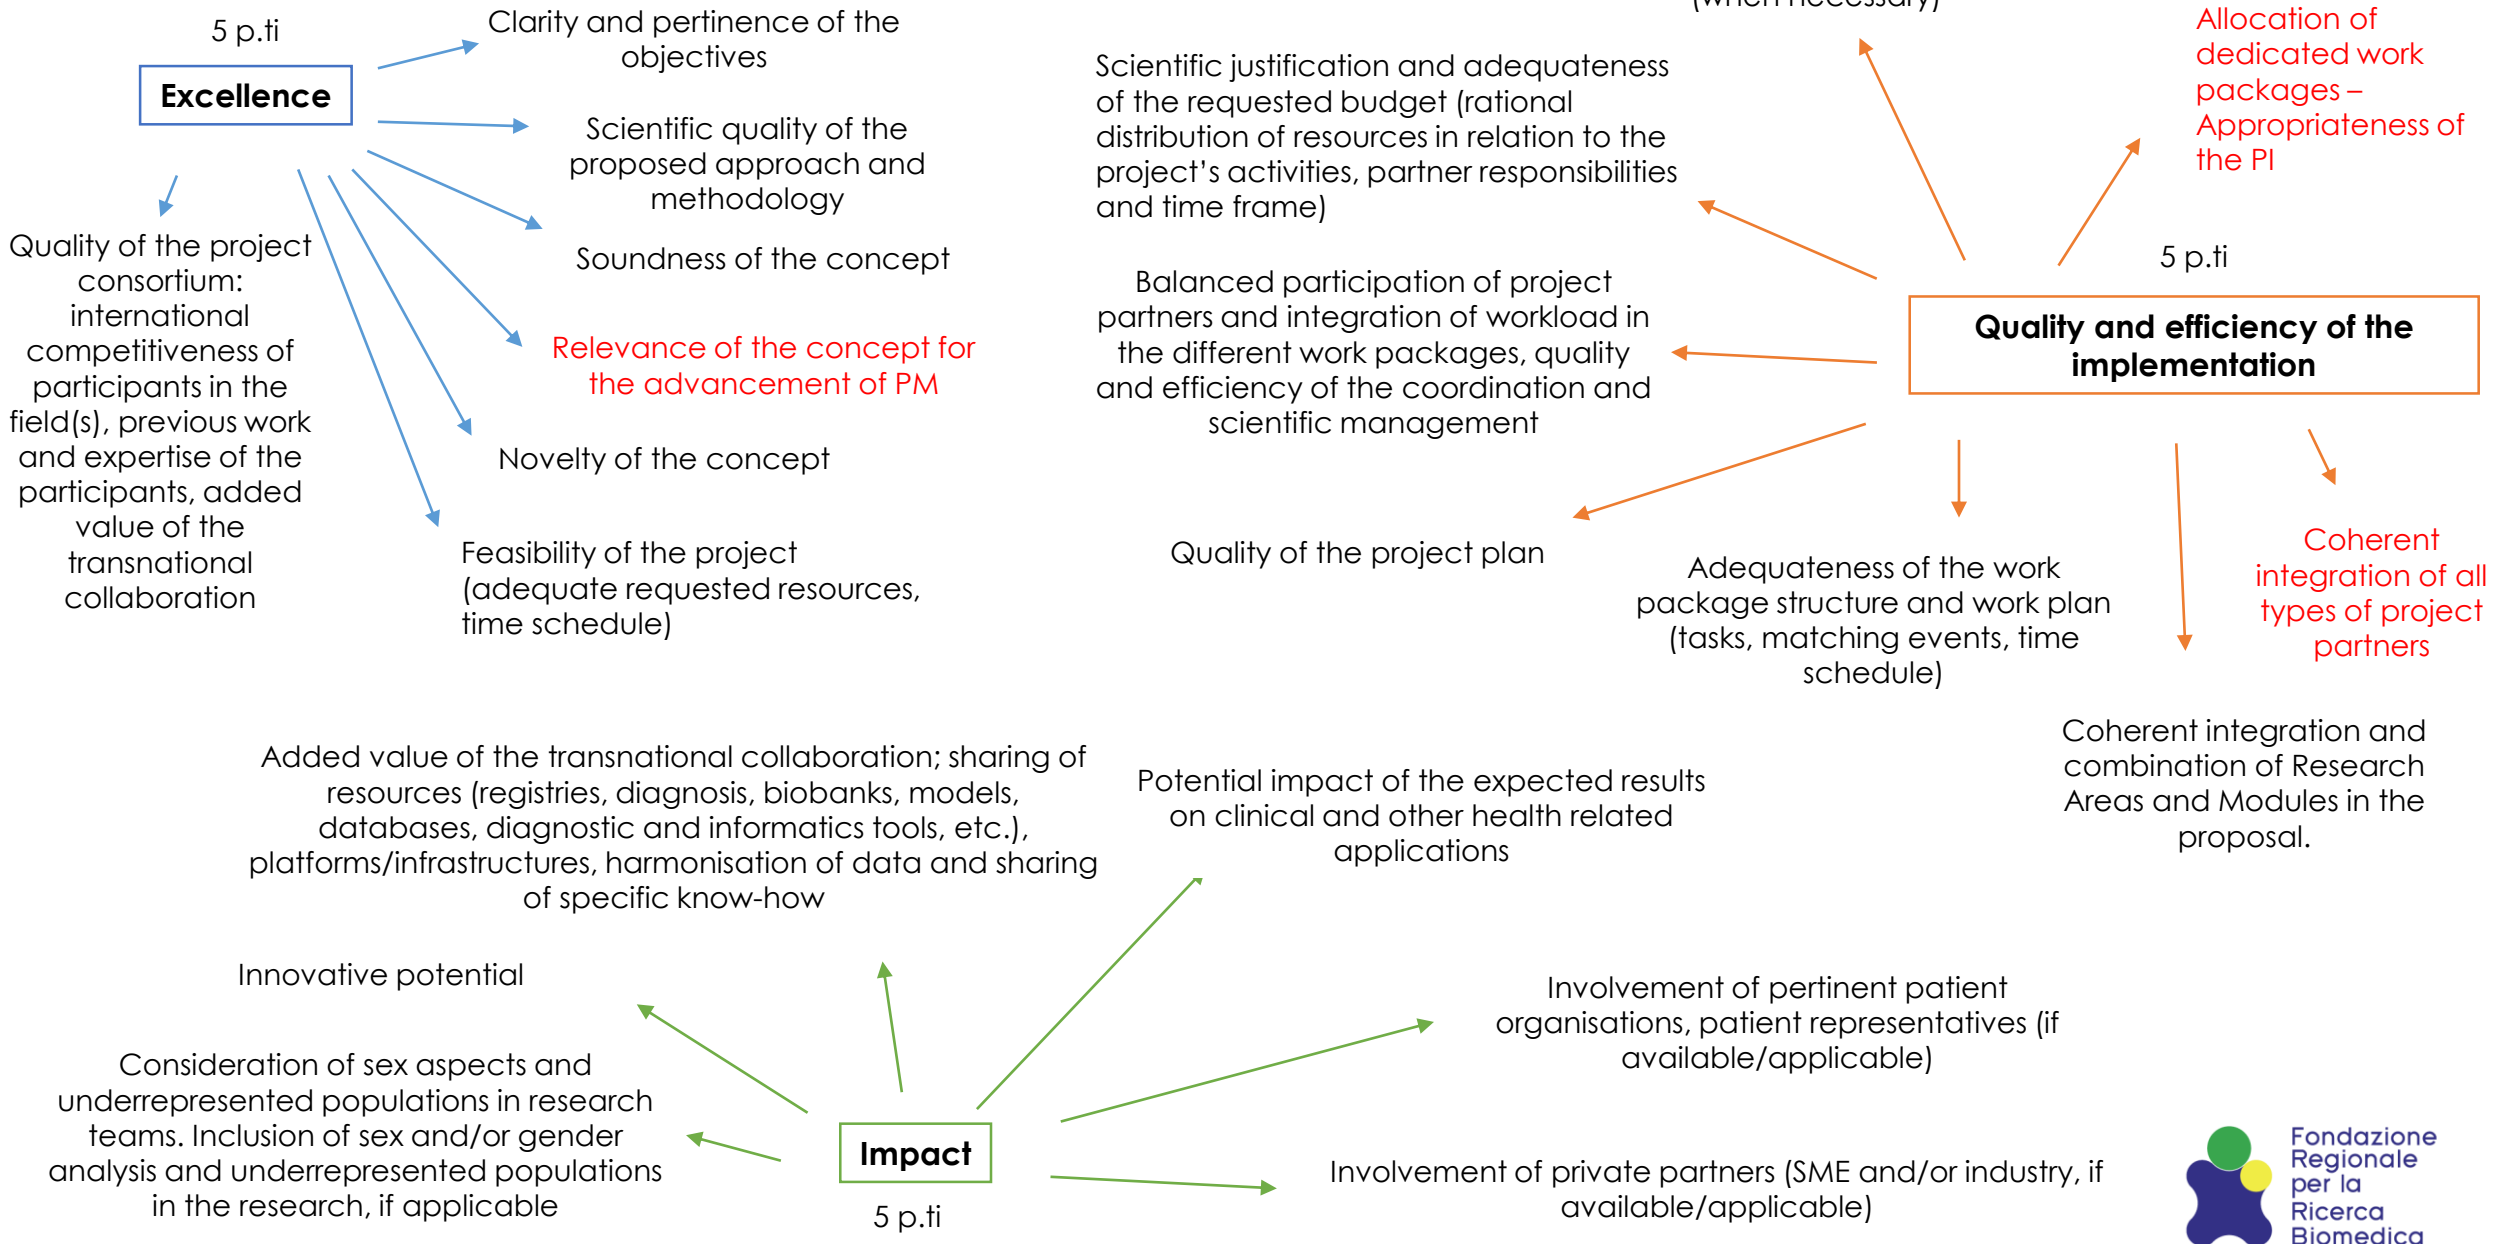 5 p.ti
Excellence
Clarity and pertinence of the
objectives
Scientific quality of the
proposed approach and
methodology
Soundness of the concept
Relevance of the concept for
the advancement of PM
Novelty of the concept
Feasibility of the project
(adequate requested resources,
time schedule)
Quality of the project
consortium:
international
competitiveness of
participants in the
field(s), previous work
and expertise of the
participants, added
value of the
transnational
collaboration
(when necessary)
Allocation of
dedicated work
packages –
Appropriateness of
the PI
Scientific justification and adequateness
of the requested budget (rational
distribution of resources in relation to the
project’s activities, partner responsibilities
and time frame)
5 p.ti
Quality and efficiency of the
implementation
Balanced participation of project
partners and integration of workload in
the different work packages, quality
and efficiency of the coordination and
scientific management
Quality of the project plan
Adequateness of the work
package structure and work plan
(tasks, matching events, time
schedule)
Coherent
integration of all
types of project
partners
Coherent integration and
combination of Research
Areas and Modules in the
proposal.
Added value of the transnational collaboration; sharing of
resources (registries, diagnosis, biobanks, models,
databases, diagnostic and informatics tools, etc.),
platforms/infrastructures, harmonisation of data and sharing
of specific know-how
Potential impact of the expected results
on clinical and other health related
applications
Innovative potential
Involvement of pertinent patient
organisations, patient representatives (if
available/applicable)
Consideration of sex aspects and
underrepresented populations in research
teams. Inclusion of sex and/or gender
analysis and underrepresented populations
in the research, if applicable
Impact
5 p.ti
Involvement of private partners (SME and/or industry, if
available/applicable)
Fondazione
Regionale
per la
Ricerca
Biomedica